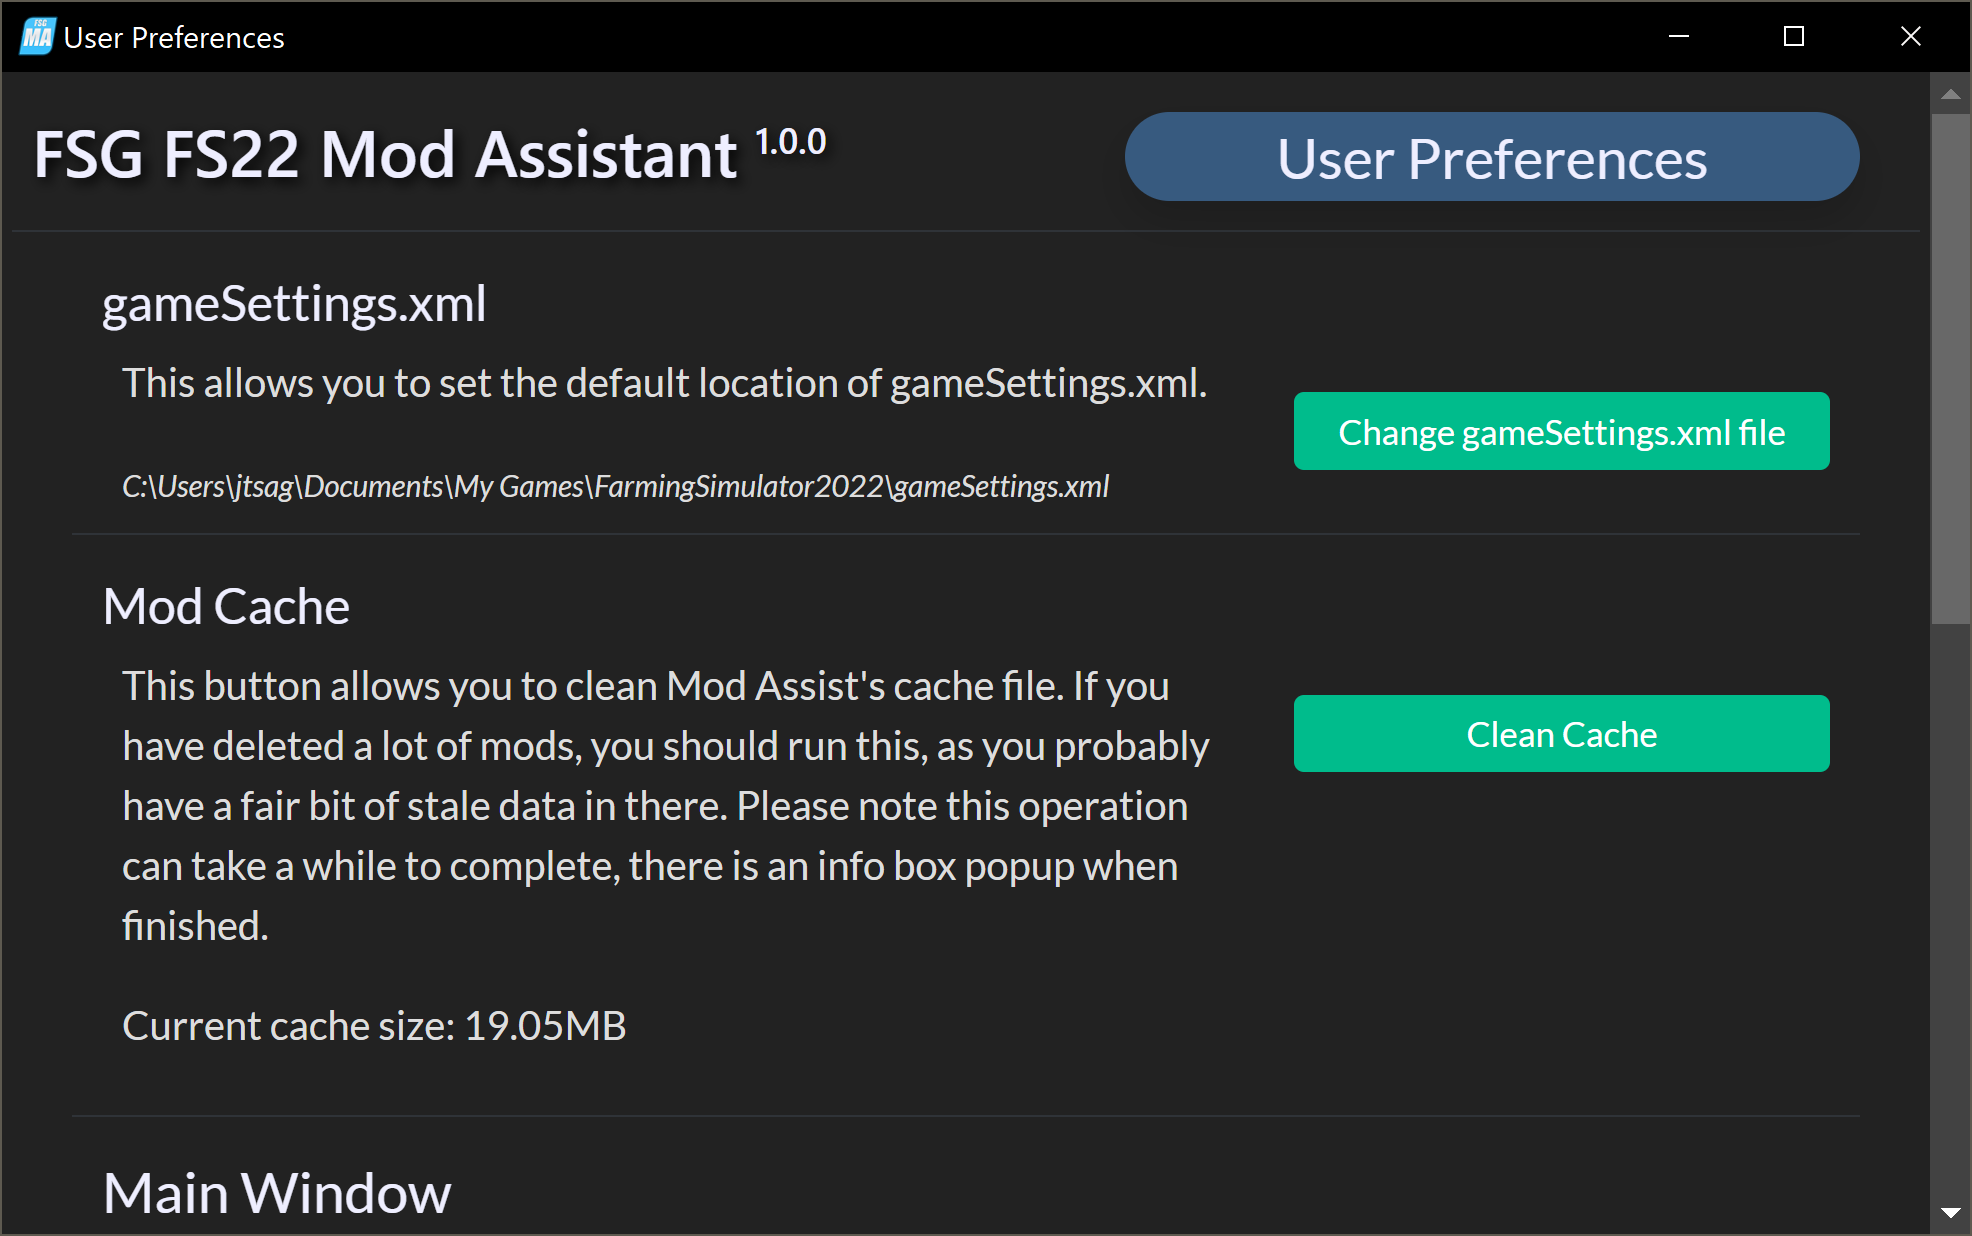 FSG
MA
User Preferences
FSG FS22 Mod Assistant 1.0.0
User Preferences
gameSettings.xml
This allows you to set the default location of gameSettings.xml.
Change gameSettings.xml file
C:\Users\jtsag\Documents\My Games\FarmingSimulator2022\gameSettings.xml
Mod Cache
This button allows you to clean Mod Assist's cache file. If you
have deleted a lot of mods, you should run this, as you probably
have a fair bit of stale data in there. Please note this operation
can take a while to complete, there is an info box popup when
finished.
Clean Cache
Current cache size: 19.05MB
Main Window